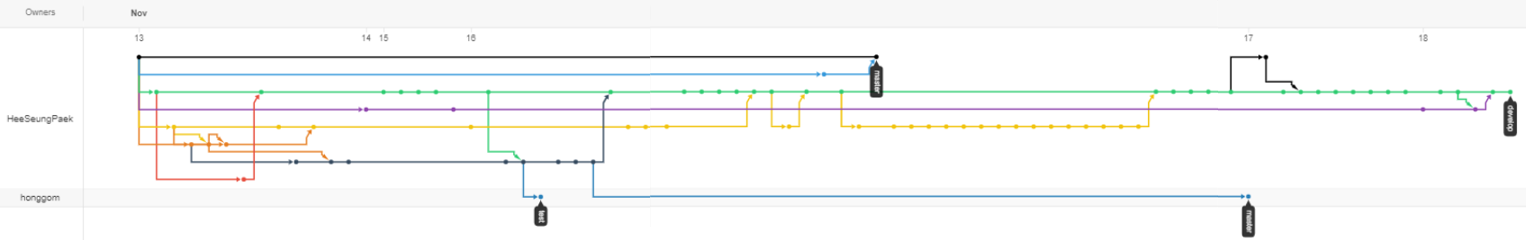 Owners
Nov
13 14 15 16 17 18
HeeSeungPaek
master
develop
honggom
test
master